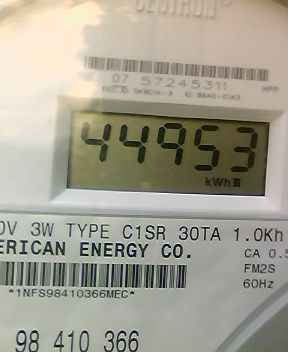 CENTRON
07 57245311
44953
kWh
0V 3W TYPE C1SR 30TA 1.0Kh
ERICAN ENERGY CO.
CA 0.5
FM2S
60Hz
*1NFS98410366MEC*
98 410 366